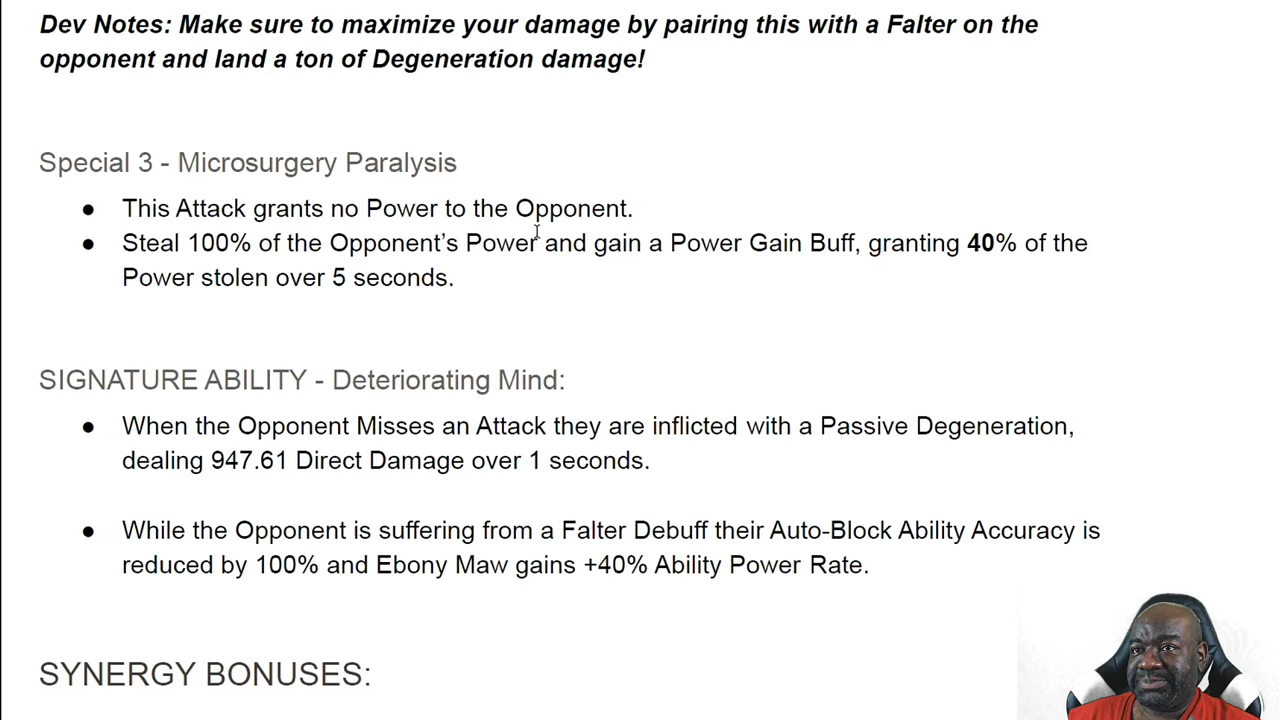 Dev Notes: Make sure to maximize your damage by pairing this with a Falter on the
opponent and land a ton of Degeneration damage!
Special 3 - Microsurgery Paralysis
● This Attack grants no Power to the Opponent.
● Steal 100% of the Opponent’s Power and gain a Power Gain Buff, granting 40% of the
Power stolen over 5 seconds.
SIGNATURE ABILITY - Deteriorating Mind:
● When the Opponent Misses an Attack they are inflicted with a Passive Degeneration,
dealing 947.61 Direct Damage over 1 seconds.
● While the Opponent is suffering from a Falter Debuff their Auto-Block Ability Accuracy is
reduced by 100% and Ebony Maw gains +40% Ability Power Rate.
SYNERGY BONUSES: